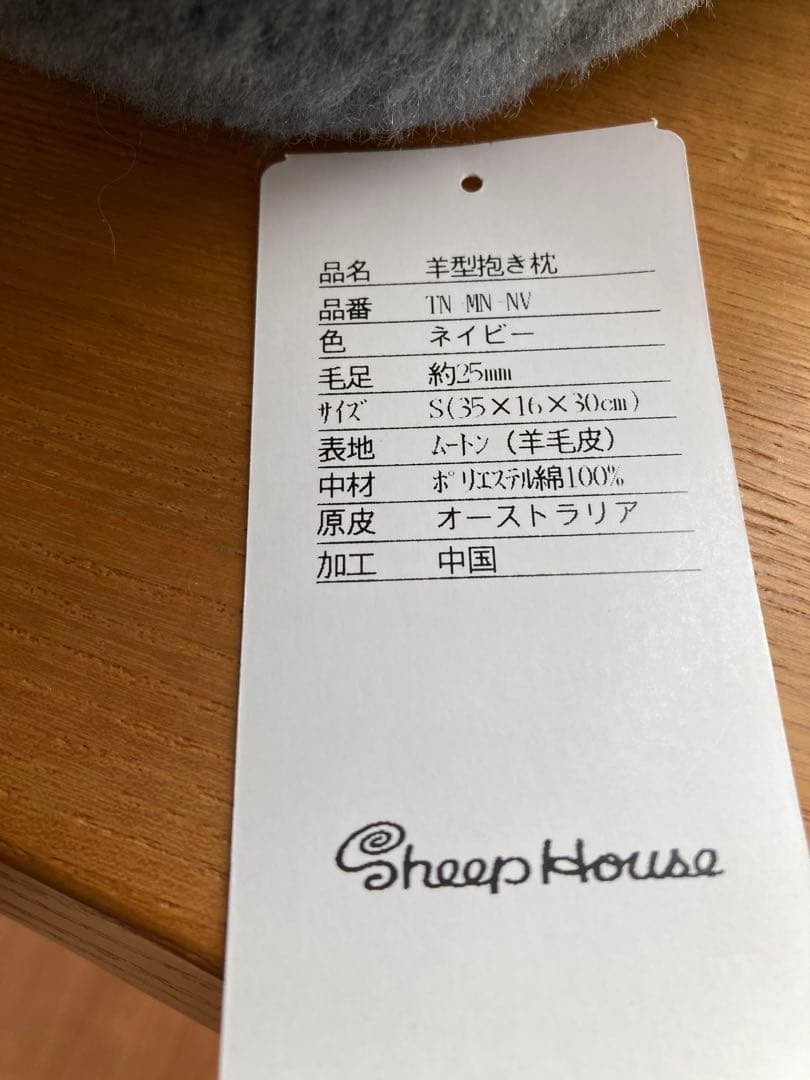 品名 羊型抱き枕
品番 TN-MN-NV
色 ネイビー
毛足 約25mm
ｻｲｽﾞ S(35×16×30cm)
表地 ﾑｰﾄﾝ（羊毛皮）
中材 ﾎﾟﾘｴｽﾃﾙ綿100%
原皮 オーストラリア
加工 中国
Sheep House